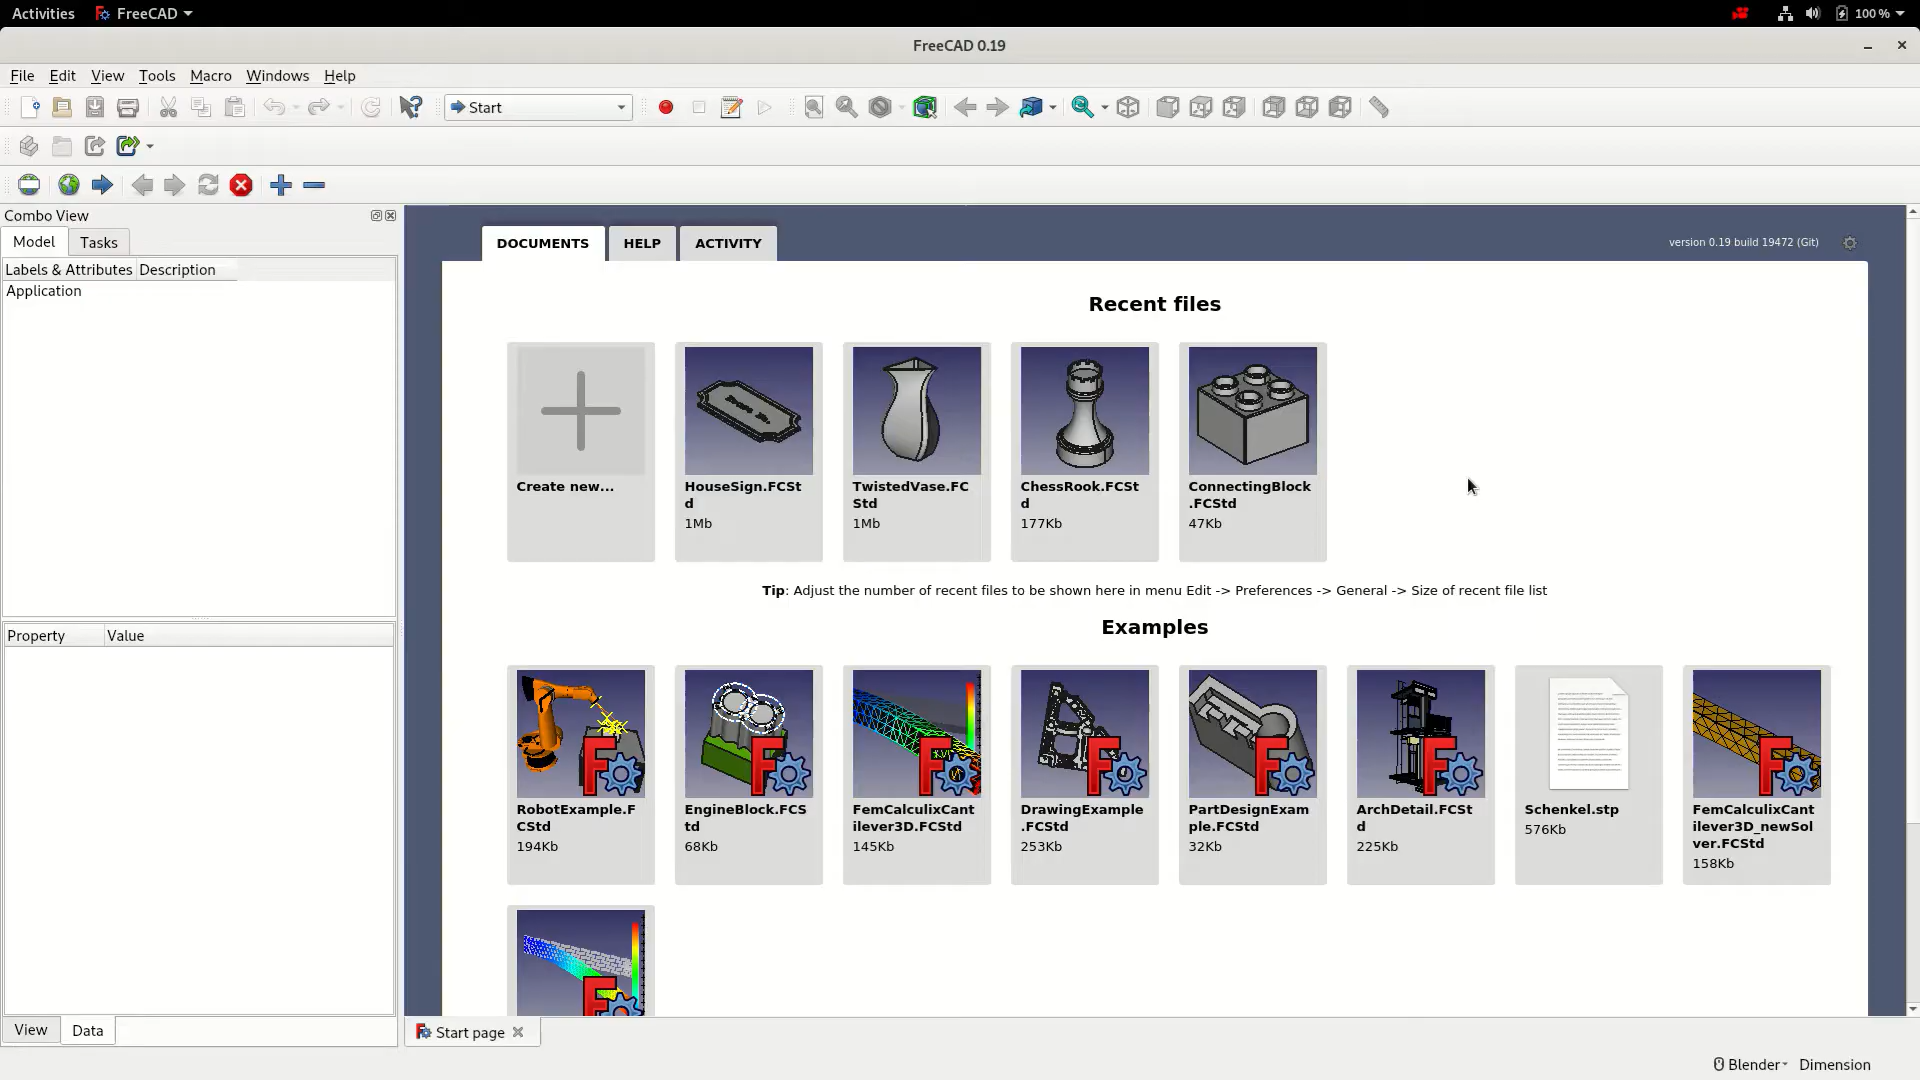 Activities FreeCAD 100 %
FreeCAD 0.19
File Edit View Tools Macro Windows Help
Start
Combo View
Model Tasks
Labels & Attributes Description
Application
Property Value
View Data
DOCUMENTS HELP ACTIVITY
version 0.19 build 19472 (Git)
Recent files
Create new...
HouseSign.FCSt
d
1Mb
TwistedVase.FC
Std
1Mb
ChessRook.FCSt
d
177Kb
ConnectingBlock
.FCStd
47Kb
Tip: Adjust the number of recent files to be shown here in menu Edit -> Preferences -> General -> Size of recent file list
Examples
RobotExample.F
CStd
194Kb
EngineBlock.FCS
td
68Kb
FemCalculixCant
ilever3D.FCStd
145Kb
DrawingExample
.FCStd
253Kb
PartDesignExam
ple.FCStd
32Kb
ArchDetail.FCSt
d
225Kb
Schenkel.stp
576Kb
FemCalculixCant
ilever3D_newSol
ver.FCStd
158Kb
Start page
Blender Dimension